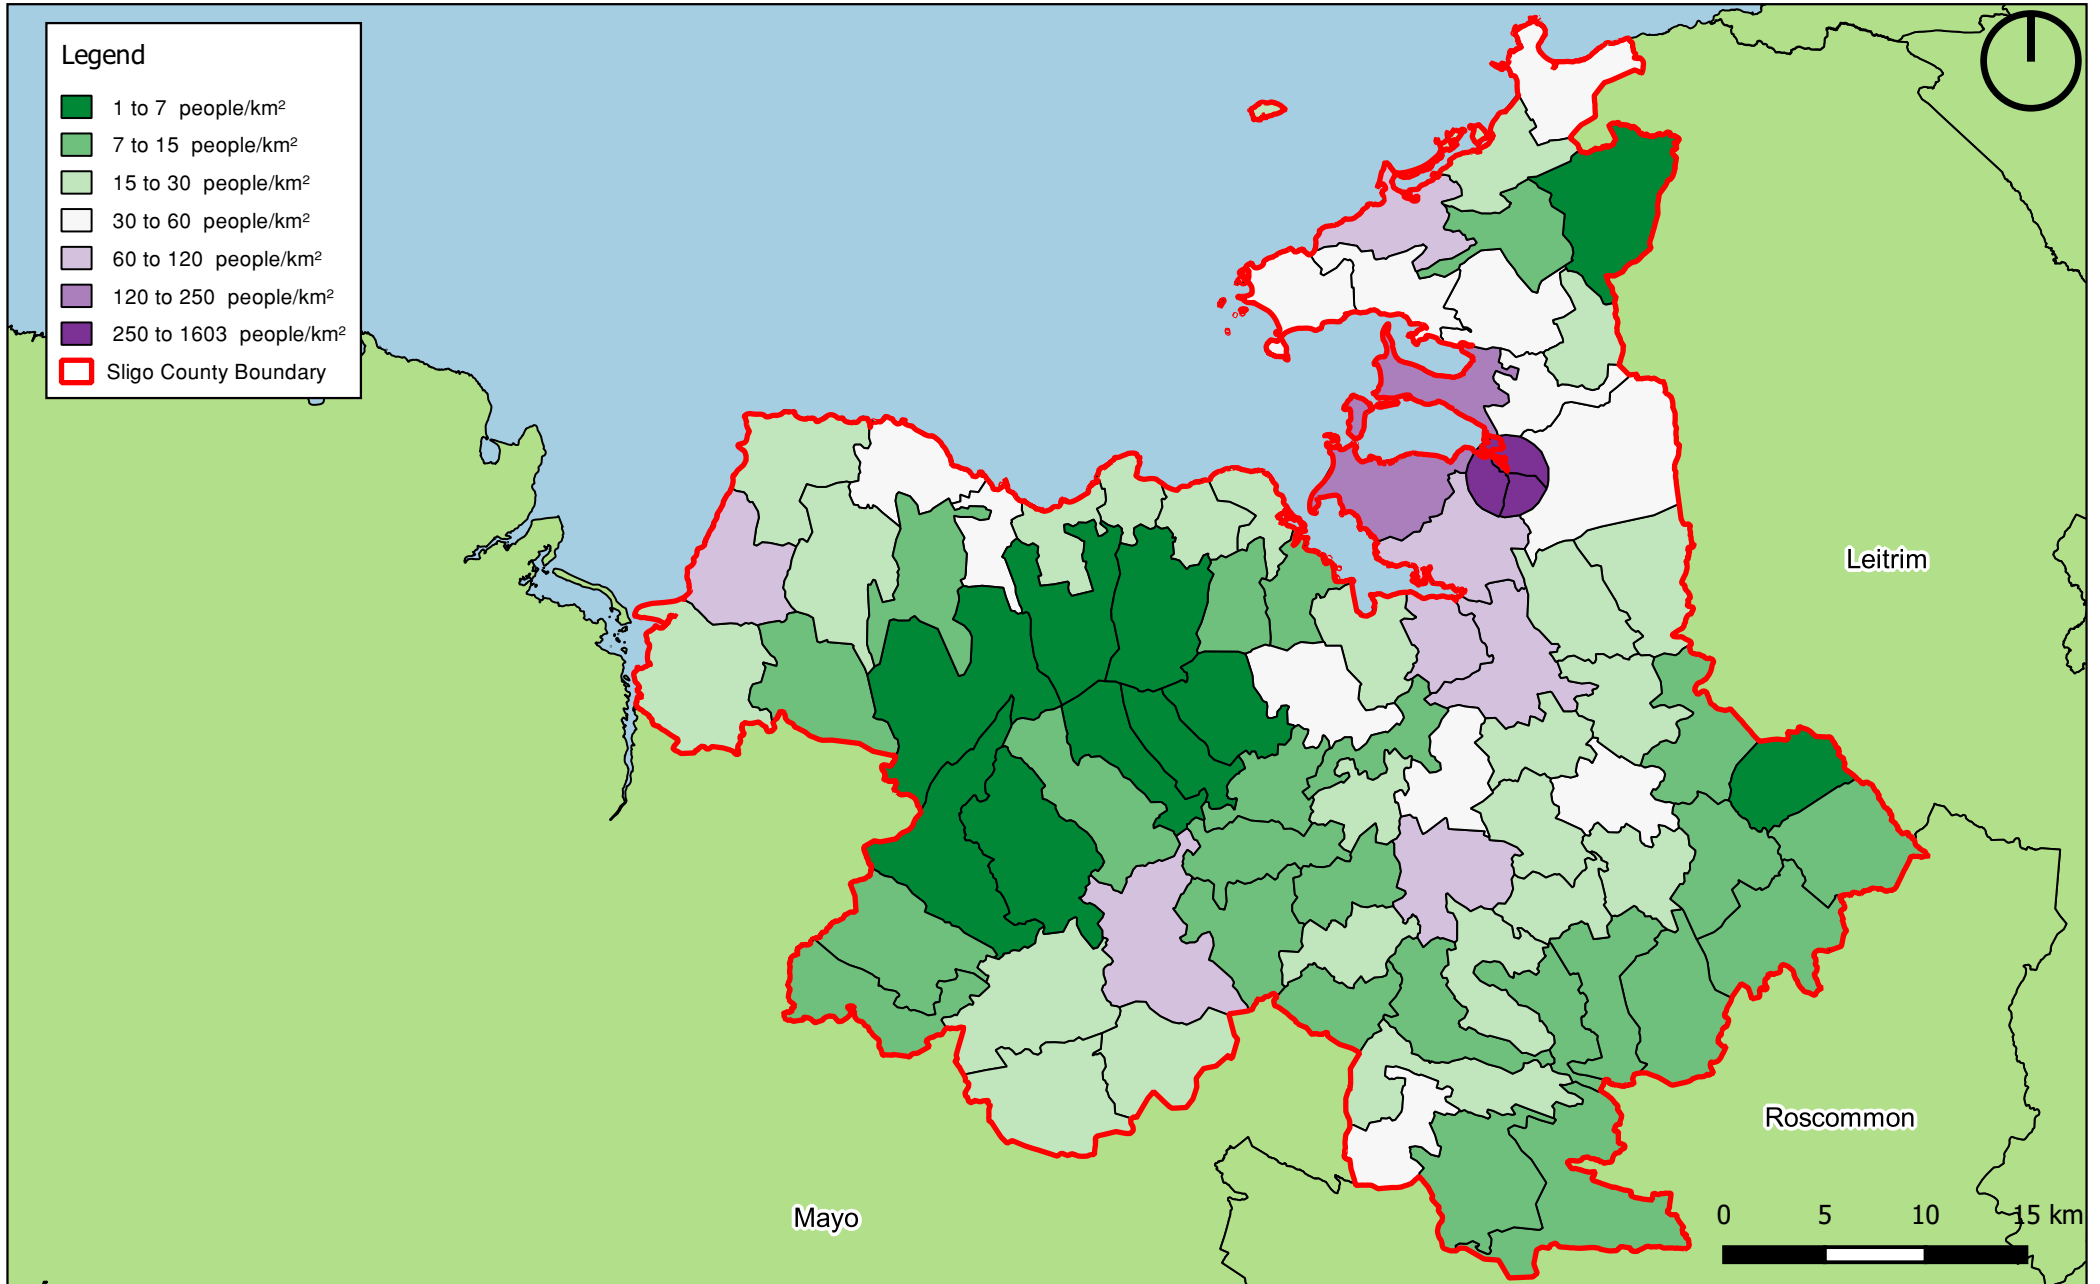 Legend
1 to 7 people/km²
7 to 15 people/km²
15 to 30 people/km²
30 to 60 people/km²
60 to 120 people/km²
120 to 250 people/km²
250 to 1603 people/km²
Sligo County Boundary
Leitrim
Roscommon
Mayo
0 5 10 15 km